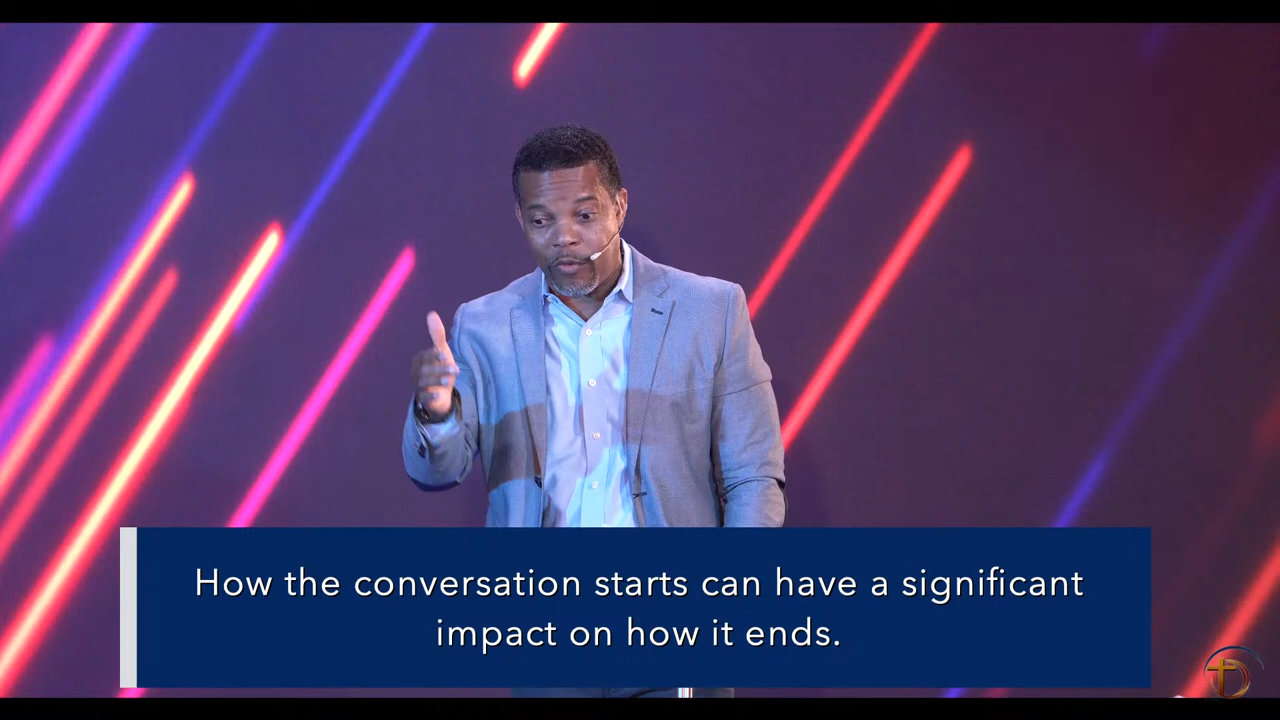 How the conversation starts can have a significant
impact on how it ends.